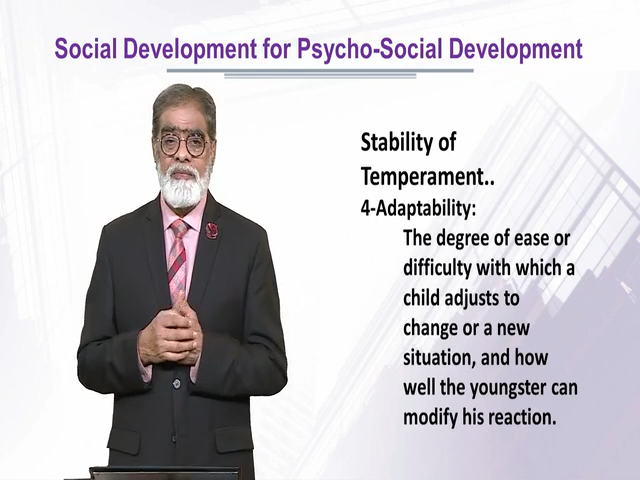 Social Development for Psycho-Social Development
Stability of
Temperament..
4-Adaptability:
The degree of ease or
difficulty with which a
child adjusts to
change or a new
situation, and how
well the youngster can
modify his reaction.